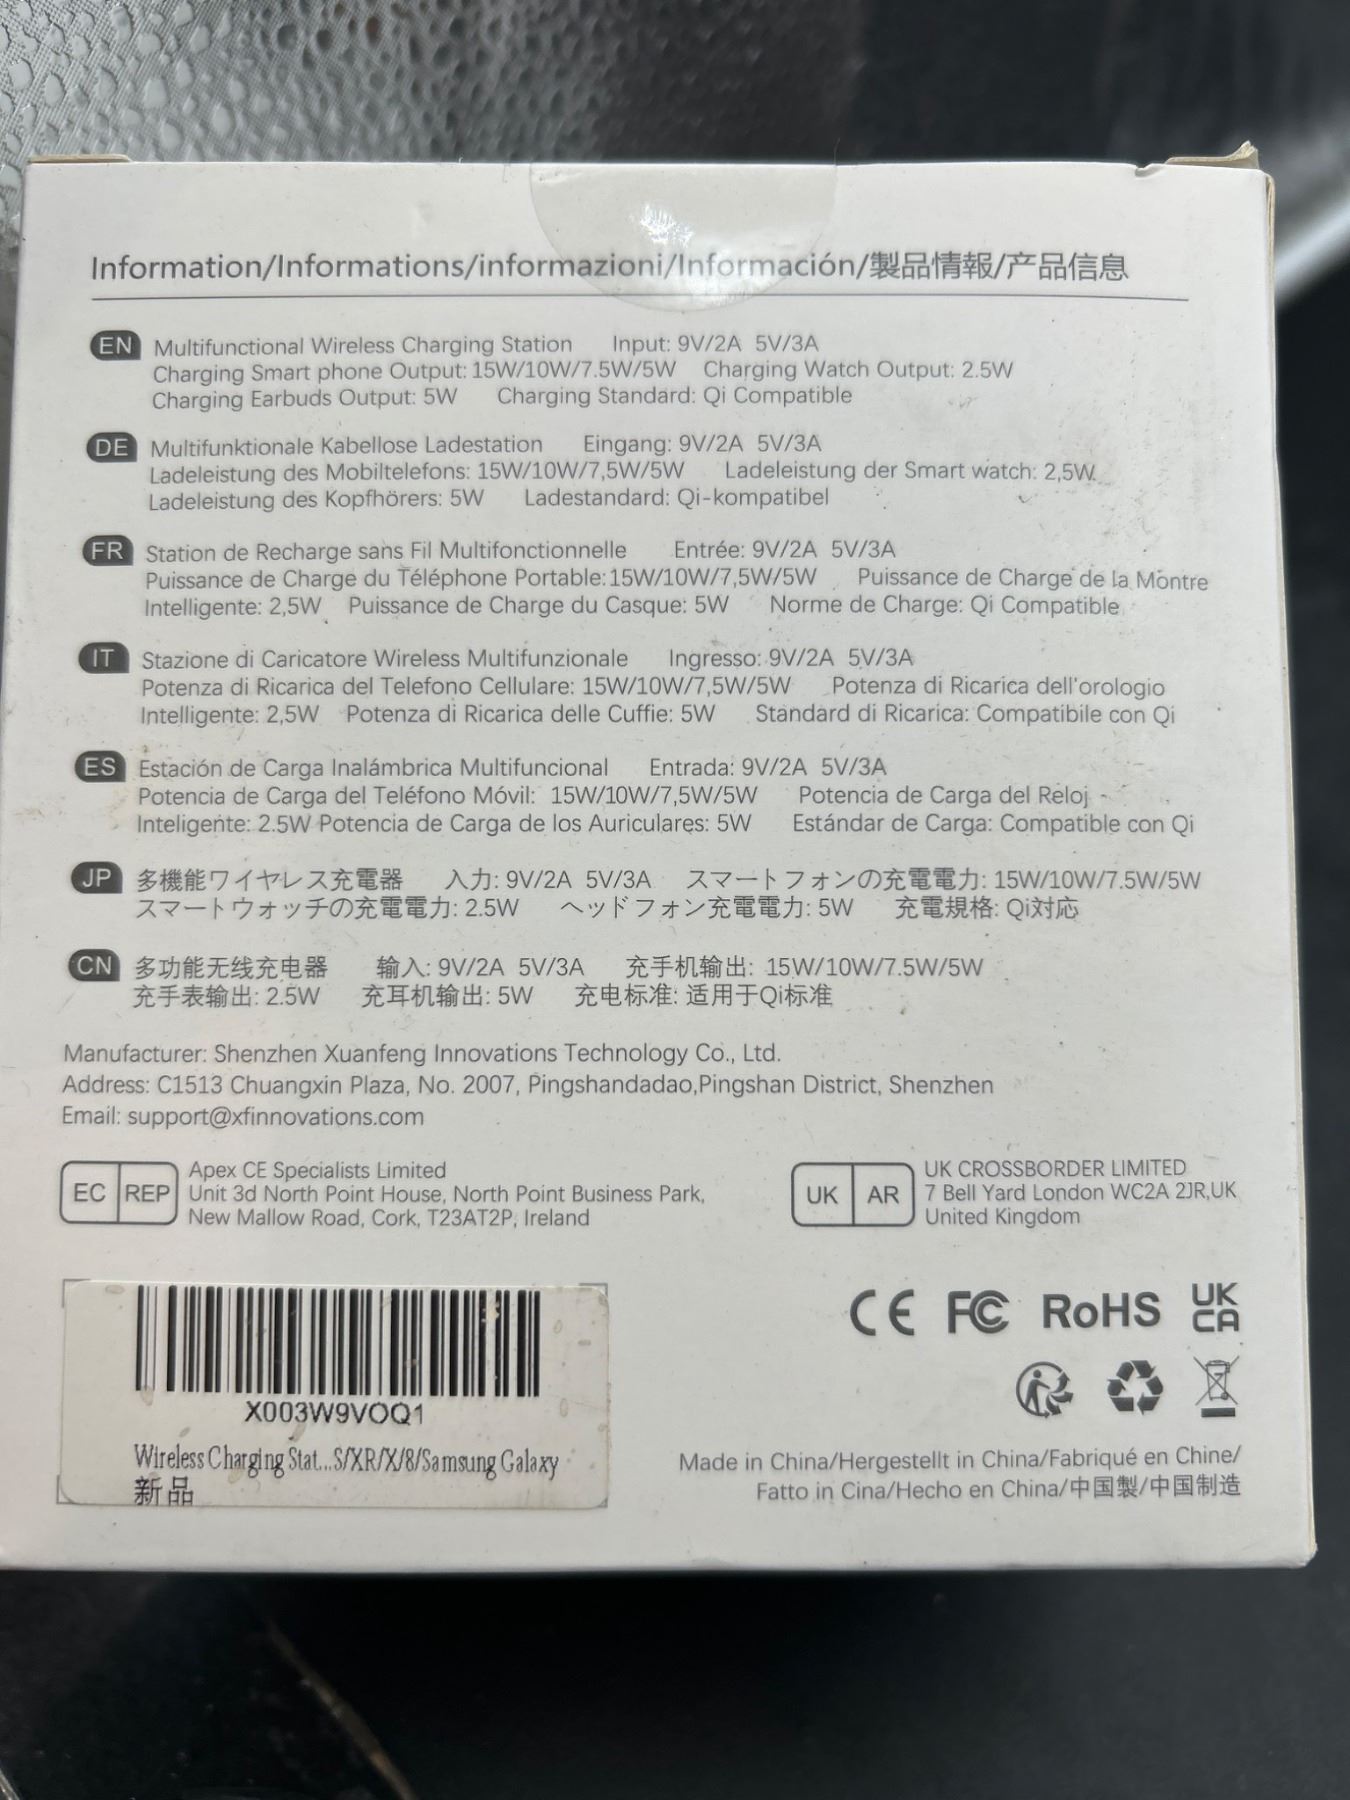 Information/Informations/informazioni/Información/製品情報/产品信息
EN Multifunctional Wireless Charging Station Input: 9V/2A 5V/3A
Charging Smart phone Output: 15W/10W/7.5W/5W Charging Watch Output: 2.5W
Charging Earbuds Output: 5W Charging Standard: Qi Compatible
DE Multifunktionale Kabellose Ladestation Eingang: 9V/2A 5V/3A
Ladeleistung des Mobiltelefons: 15W/10W/7,5W/5W Ladeleistung der Smart watch: 2,5W
Ladeleistung des Kopfhörers: 5W Ladestandard: Qi-kompatibel
FR Station de Recharge sans Fil Multifonctionnelle Entrée: 9V/2A 5V/3A
Puissance de Charge du Téléphone Portable: 15W/10W/7,5W/5W Puissance de Charge de la Montre
Intelligente: 2,5W Puissance de Charge du Casque: 5W Norme de Charge: Qi Compatible
IT Stazione di Caricatore Wireless Multifunzionale Ingresso: 9V/2A 5V/3A
Potenza di Ricarica del Telefono Cellulare: 15W/10W/7,5W/5W Potenza di Ricarica dell'orologio
Intelligente: 2,5W Potenza di Ricarica delle Cuffie: 5W Standard di Ricarica: Compatibile con Qi
ES Estación de Carga Inalámbrica Multifuncional Entrada: 9V/2A 5V/3A
Potencia de Carga del Teléfono Móvil: 15W/10W/7,5W/5W Potencia de Carga del Reloj
Inteligente: 2.5W Potencia de Carga de los Auriculares: 5W Estándar de Carga: Compatible con Qi
JP 多機能ワイヤレス充電器 入力: 9V/2A 5V/3A スマートフォンの充電電力: 15W/10W/7.5W/5W
スマートウォッチの充電電力: 2.5W ヘッドフォン充電電力: 5W 充電規格: Qi対応
CN 多功能无线充电器 输入: 9V/2A 5V/3A 充手机输出: 15W/10W/7.5W/5W
充手表输出: 2.5W 充耳机输出: 5W 充电标准: 适用于Qi标准
Manufacturer: Shenzhen Xuanfeng Innovations Technology Co., Ltd.
Address: C1513 Chuangxin Plaza, No. 2007, Pingshandadao,Pingshan District, Shenzhen
Email: support@xfinnovations.com
EC REP
Apex CE Specialists Limited
Unit 3d North Point House, North Point Business Park,
New Mallow Road, Cork, T23AT2P, Ireland
UK AR
UK CROSSBORDER LIMITED
7 Bell Yard London WC2A 2JR,UK
United Kingdom
X003W9VOQ1
Wireless Charging Stat...S/XR/X/8/Samsung Galaxy
新品
CE FC RoHS UK
CA
Made in China/Hergestellt in China/Fabriqué en Chine/
Fatto in Cina/Hecho en China/中国製/中国制造